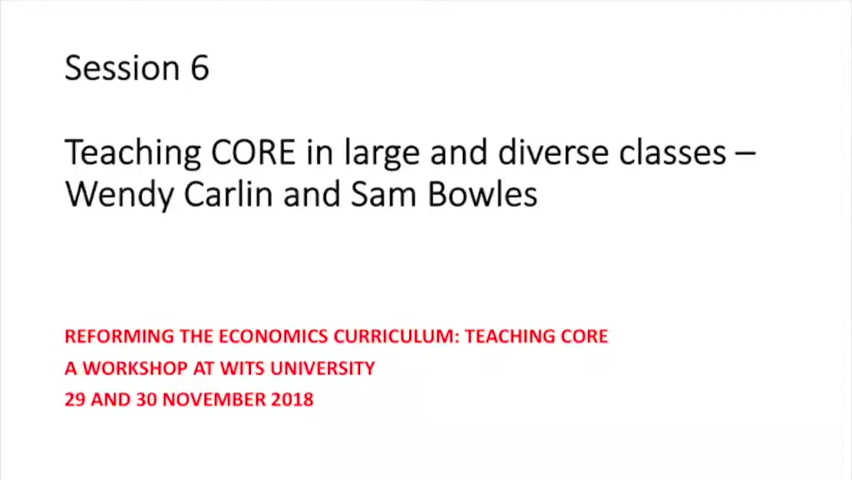 Session 6
Teaching CORE in large and diverse classes –
Wendy Carlin and Sam Bowles
REFORMING THE ECONOMICS CURRICULUM: TEACHING CORE
A WORKSHOP AT WITS UNIVERSITY
29 AND 30 NOVEMBER 2018